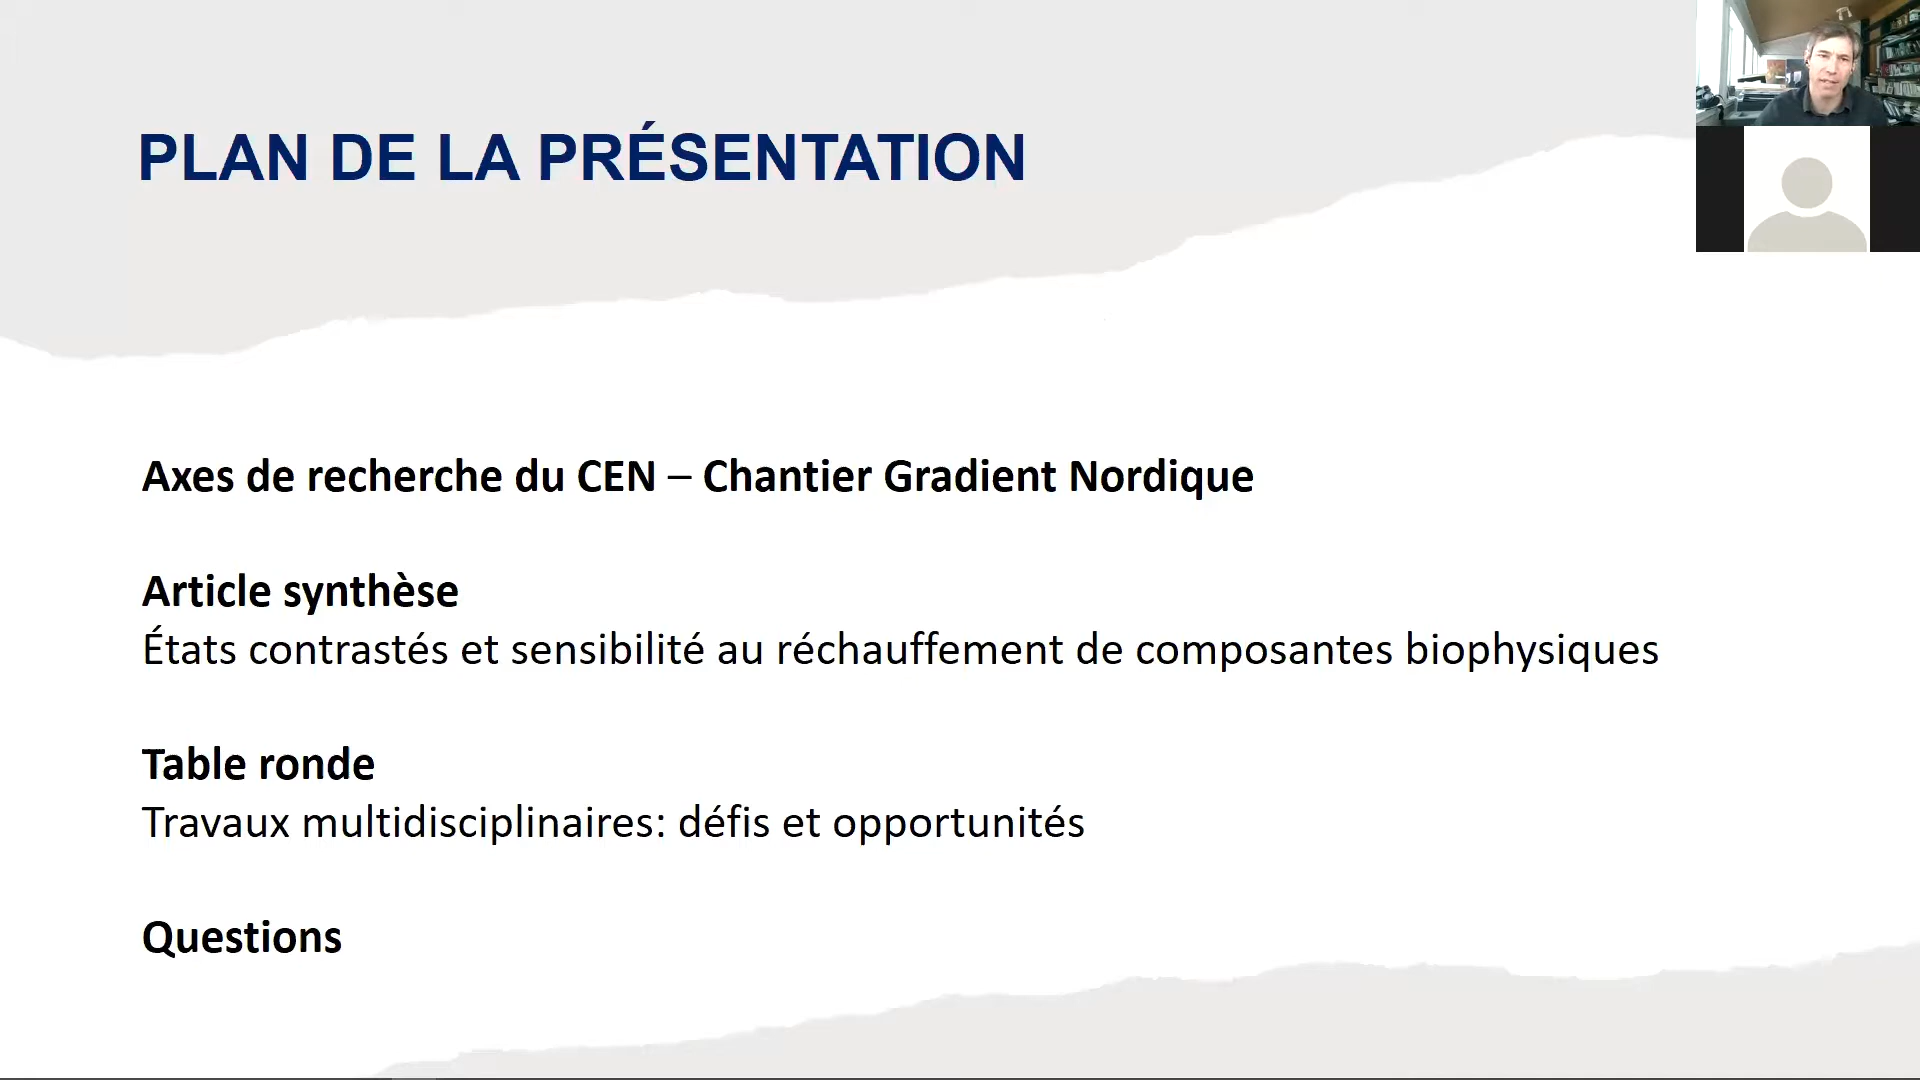 PLAN DE LA PRÉSENTATION
Axes de recherche du CEN – Chantier Gradient Nordique
Article synthèse
États contrastés et sensibilité au réchauffement de composantes biophysiques
Table ronde
Travaux multidisciplinaires: défis et opportunités
Questions